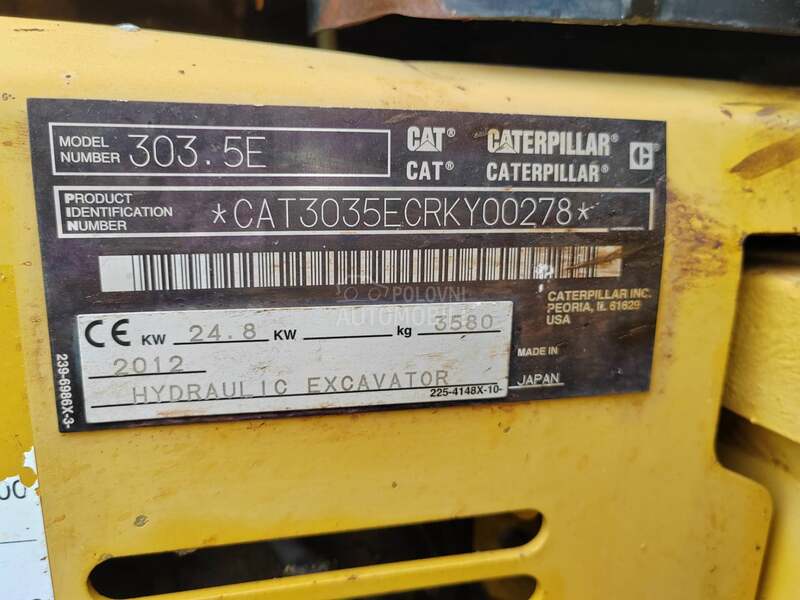 MODEL NUMBER 303.5E
CAT® CATERPILLAR® C
CAT® CATERPILLAR®
PRODUCT IDENTIFICATION NUMBER *CAT3035ECRKY00278*
POLOVNI
AUTOMOBILI
CATERPILLAR INC.
PEORIA, IL 61629
USA
CE KW 24.8 KW kg 3580
2012
HYDRAULIC EXCAVATOR
225-4148X-10-
MADE IN
JAPAN
239-6986X-3-
00